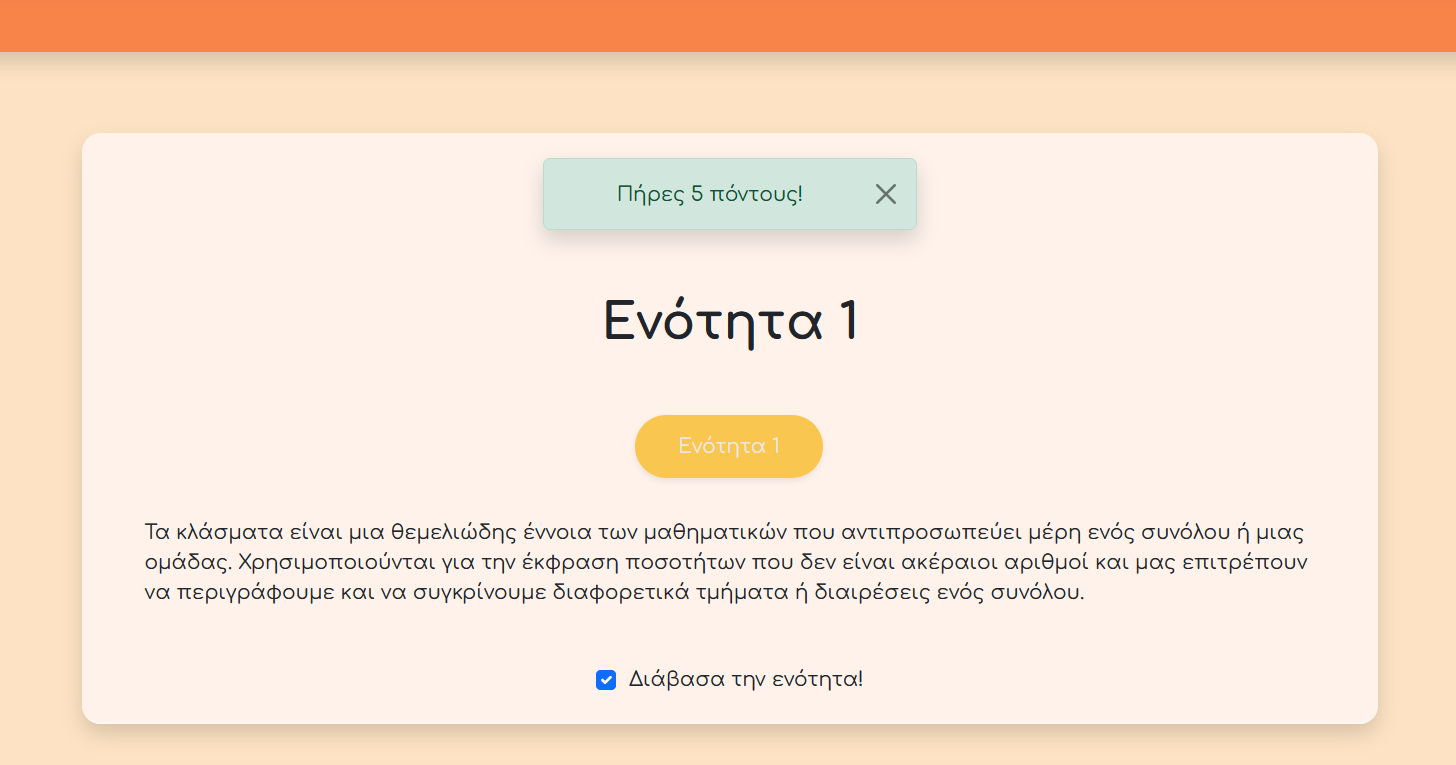 Πήρες 5 πόντους!
Ενότητα 1
Ενότητα 1
Τα κλάσματα είναι μια θεμελιώδης έννοια των μαθηματικών που αντιπροσωπεύει μέρη ενός συνόλου ή μιας
ομάδας. Χρησιμοποιούνται για την έκφραση ποσοτήτων που δεν είναι ακέραιοι αριθμοί και μας επιτρέπουν
να περιγράφουμε και να συγκρίνουμε διαφορετικά τμήματα ή διαιρέσεις ενός συνόλου.
Διάβασα την ενότητα!